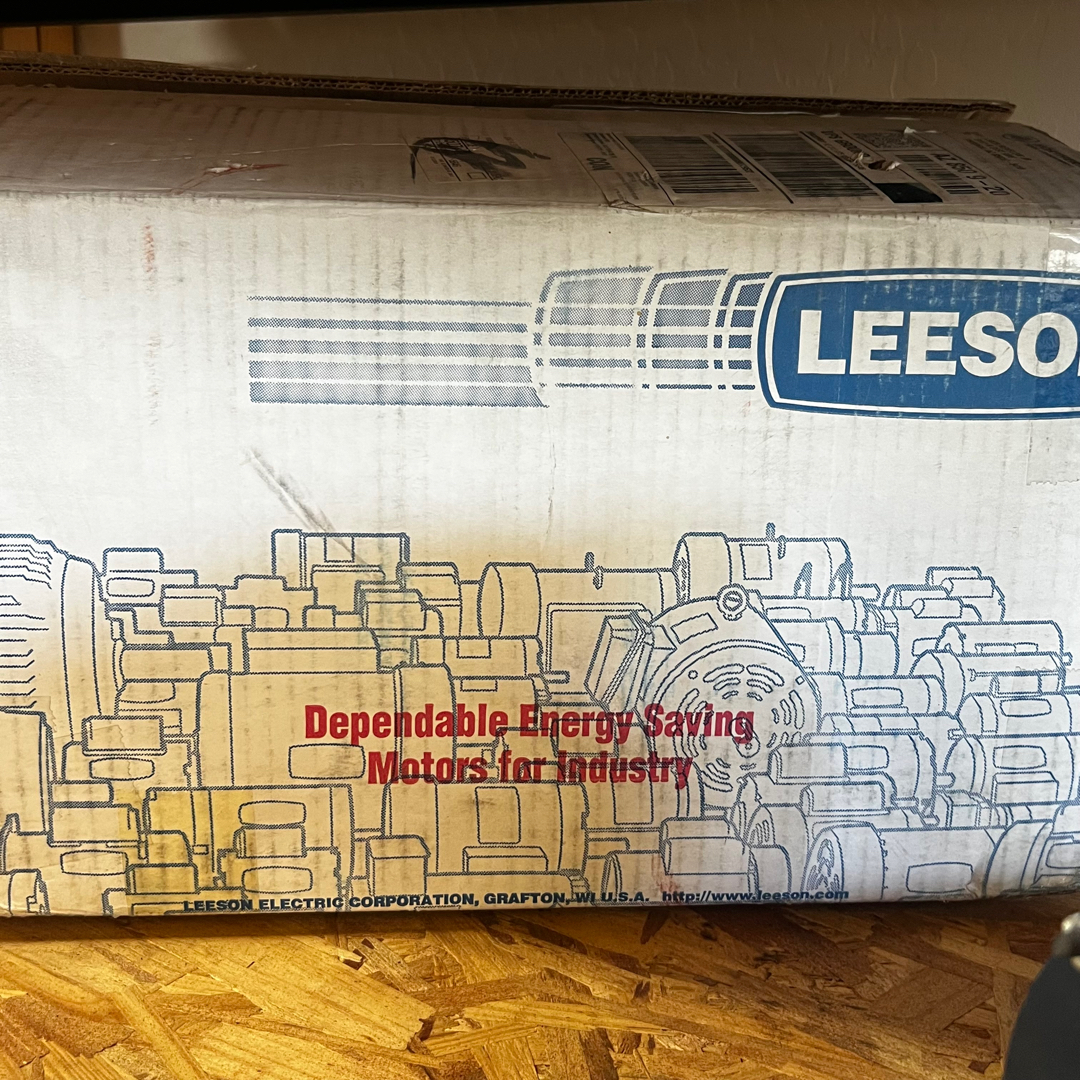 LEESO
Dependable Energy Saving
Motors for Industry
LEESON ELECTRIC CORPORATION, GRAFTON, WI U.S.A. http://www.leeson.com